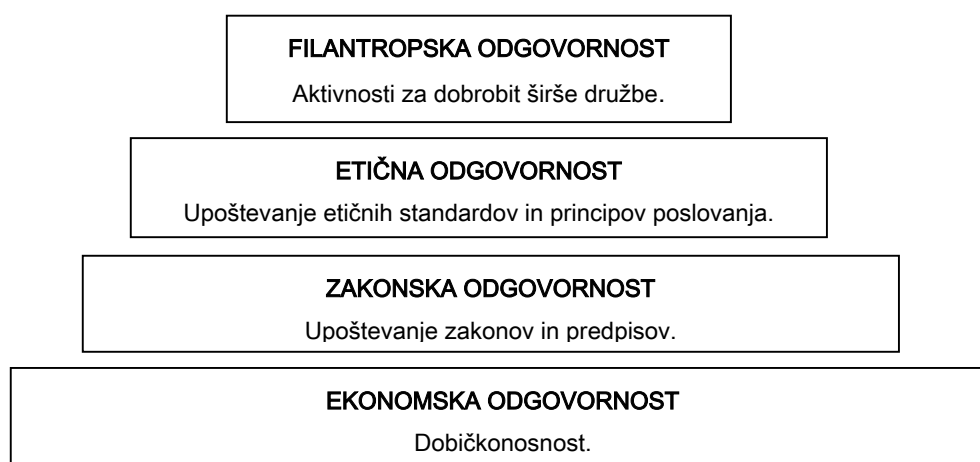 FILANTROPSKA ODGOVORNOST
Aktivnosti za dobrobit širše družbe.
ETIČNA ODGOVORNOST
Upoštevanje etičnih standardov in principov poslovanja.
ZAKONSKA ODGOVORNOST
Upoštevanje zakonov in predpisov.
EKONOMSKA ODGOVORNOST
Dobičkonosnost.